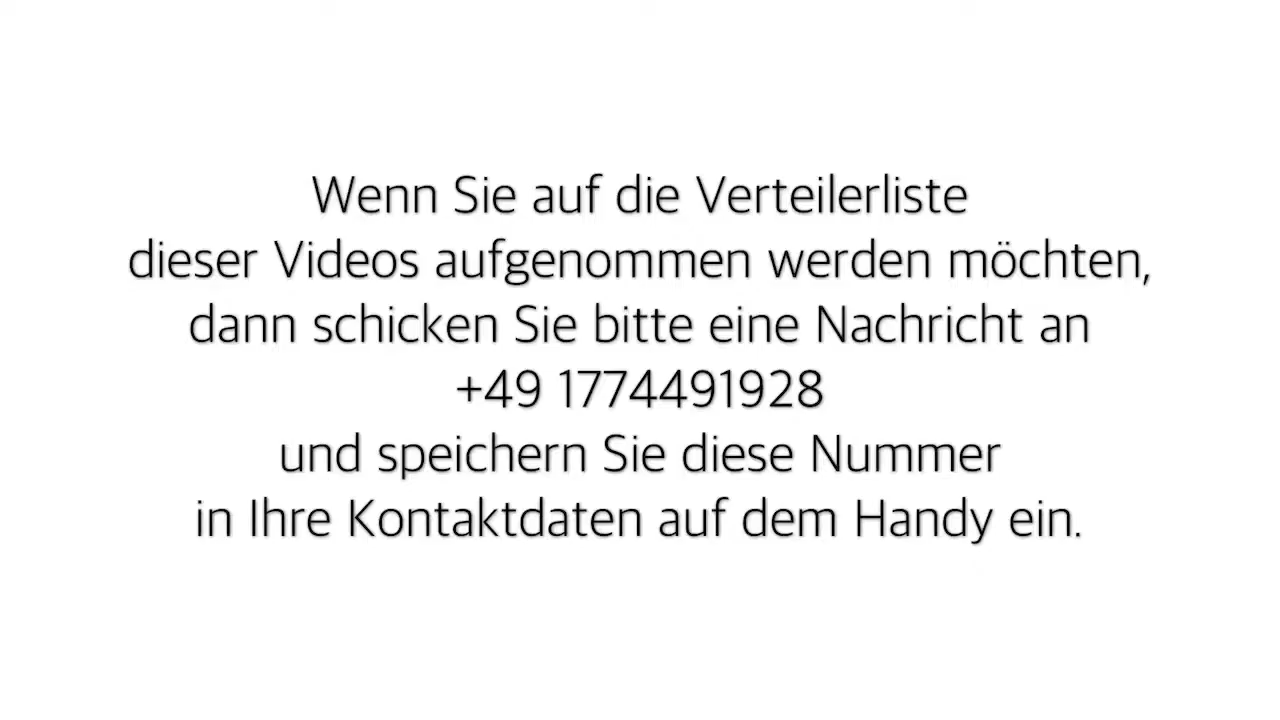 Wenn Sie auf die Verteilerliste
dieser Videos aufgenommen werden möchten,
dann schicken Sie bitte eine Nachricht an
+49 1774491928
und speichern Sie diese Nummer
in Ihre Kontaktdaten auf dem Handy ein.